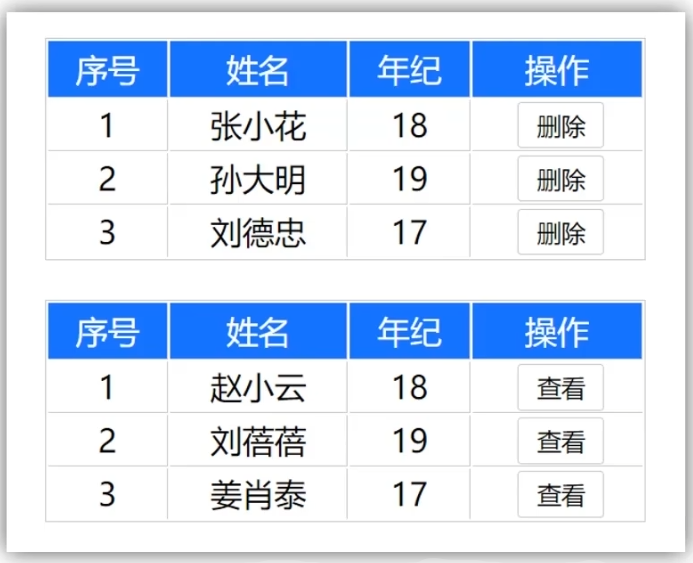 序号 姓名 年纪 操作
1 张小花 18 删除
2 孙大明 19 删除
3 刘德忠 17 删除
序号 姓名 年纪 操作
1 赵小云 18 查看
2 刘蓓蓓 19 查看
3 姜肖泰 17 查看